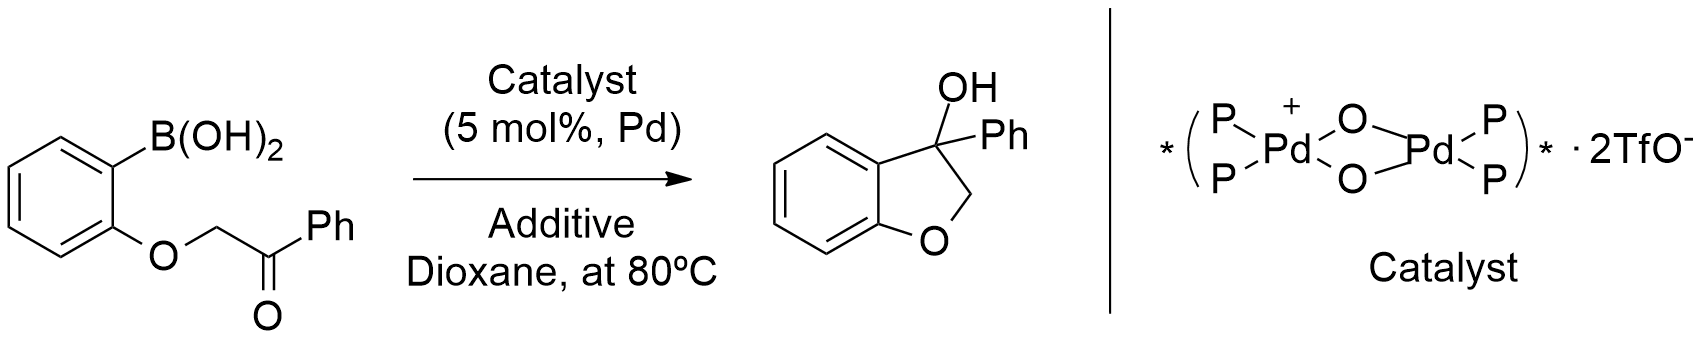 B(OH)₂
O
Ph
O
Catalyst
(5 mol%, Pd)
Additive
Dioxane, at 80ºC
OH
Ph
O
* ( P P Pd + O O Pd P P ) * · 2TfO⁻
Catalyst